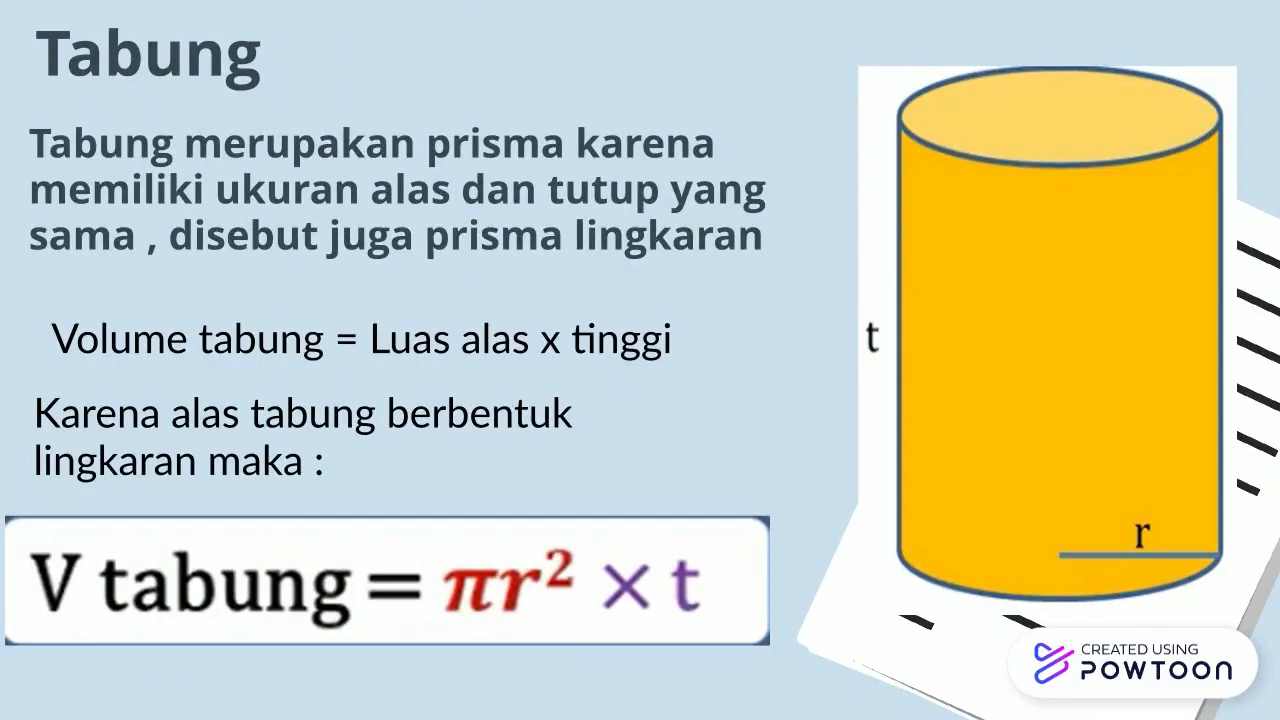 Tabung
Tabung merupakan prisma karena
memiliki ukuran alas dan tutup yang
sama , disebut juga prisma lingkaran
Volume tabung = Luas alas x tinggi
Karena alas tabung berbentuk
lingkaran maka :
V tabung = πr² × t
t
r
CREATED USING
POWTOON